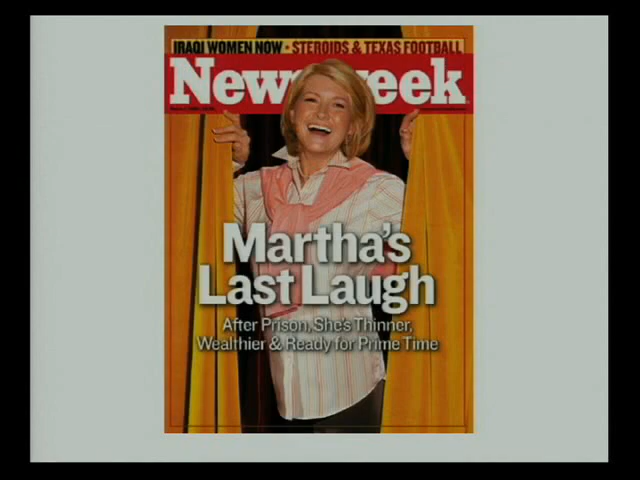 IRAQI WOMEN NOW • STEROIDS & TEXAS FOOTBALL
Newsweek
Martha's
Last Laugh
After Prison, She's Thinner,
Wealthier & Ready for Prime Time